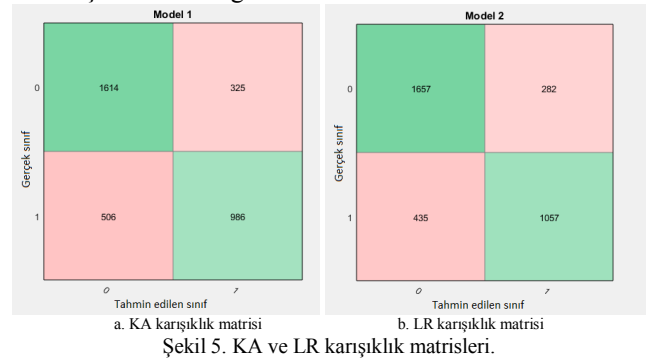 Model 1
0
1614
325
Gerçek sınıf
1
506
986
0
1
Tahmin edilen sınıf
a. KA karışıklık matrisi
Model 2
0
1657
282
Gerçek sınıf
1
435
1057
0
1
Tahmin edilen sınıf
b. LR karışıklık matrisi
Şekil 5. KA ve LR karışıklık matrisleri.